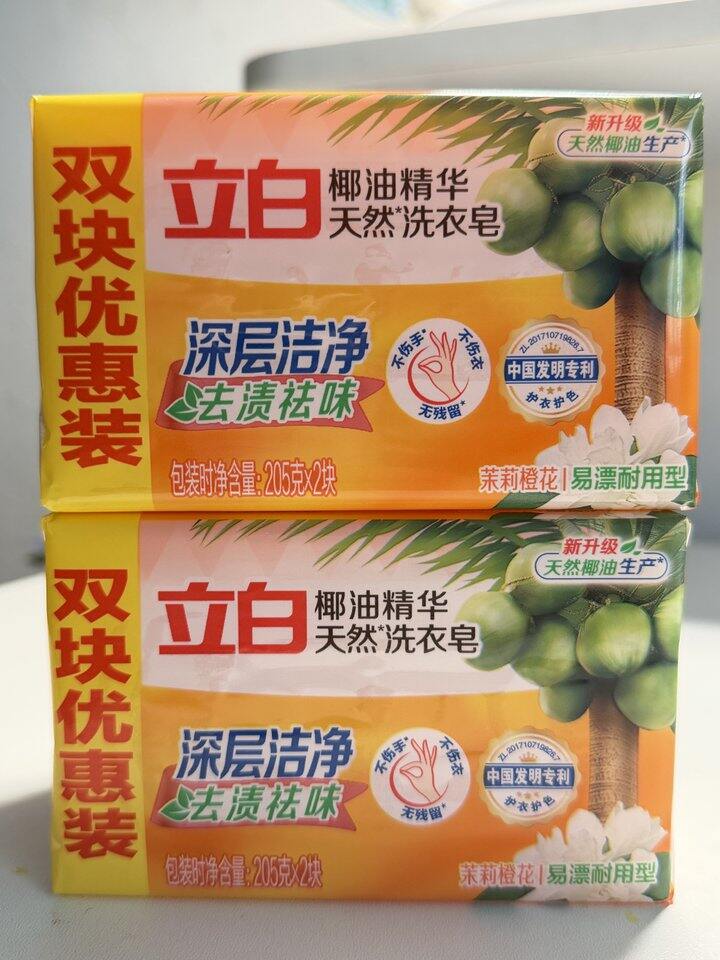 双块优惠装
立白
椰油精华
天然*洗衣皂
新升级
天然椰油生产*
深层洁净
去渍祛味
不伤手*
不伤衣
无残留*
ZL 201710719826.7
中国发明专利
护衣护色
包装时净含量:205克×2块
茉莉橙花|易漂耐用型
双块优惠装
立白
椰油精华
天然*洗衣皂
新升级
天然椰油生产*
深层洁净
去渍祛味
不伤手*
不伤衣
无残留*
ZL 201710719826.7
中国发明专利
护衣护色
包装时净含量:205克×2块
茉莉橙花|易漂耐用型